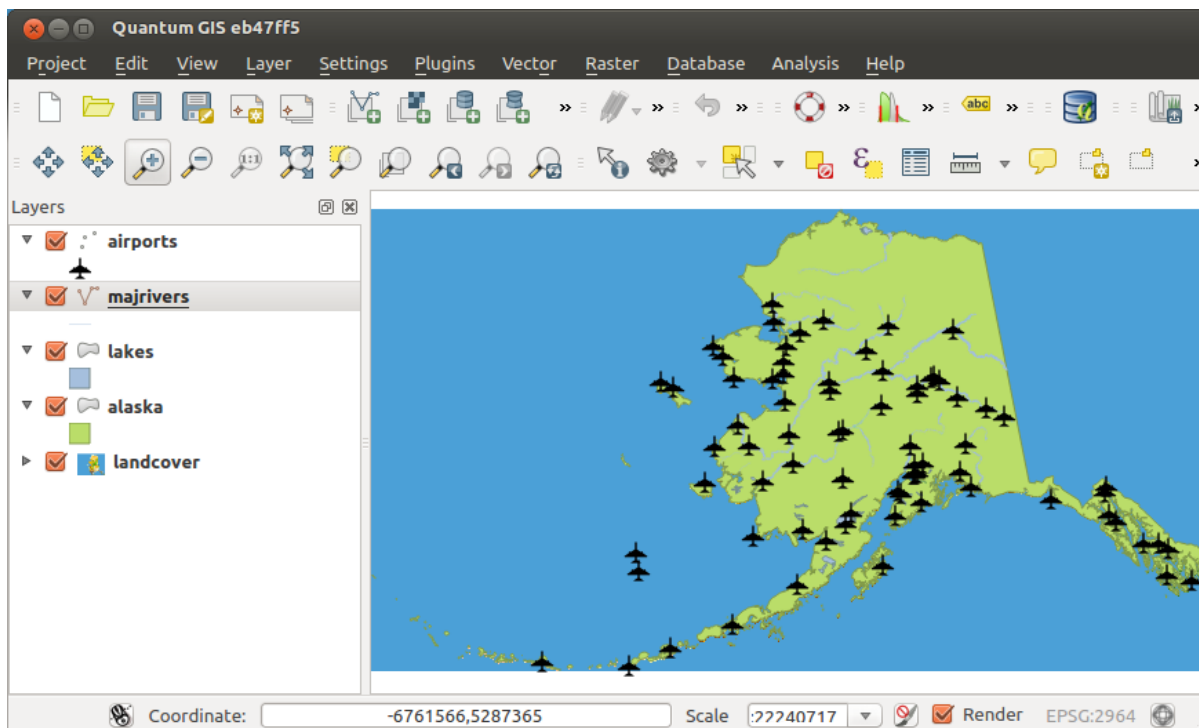 Quantum GIS eb47ff5
Project Edit View Layer Settings Plugins Vector Raster Database Analysis Help
abc
1:1
ε
Layers
airports
majrivers
lakes
alaska
landcover
Coordinate: -6761566,5287365 Scale :22240717 Render EPSG:2964